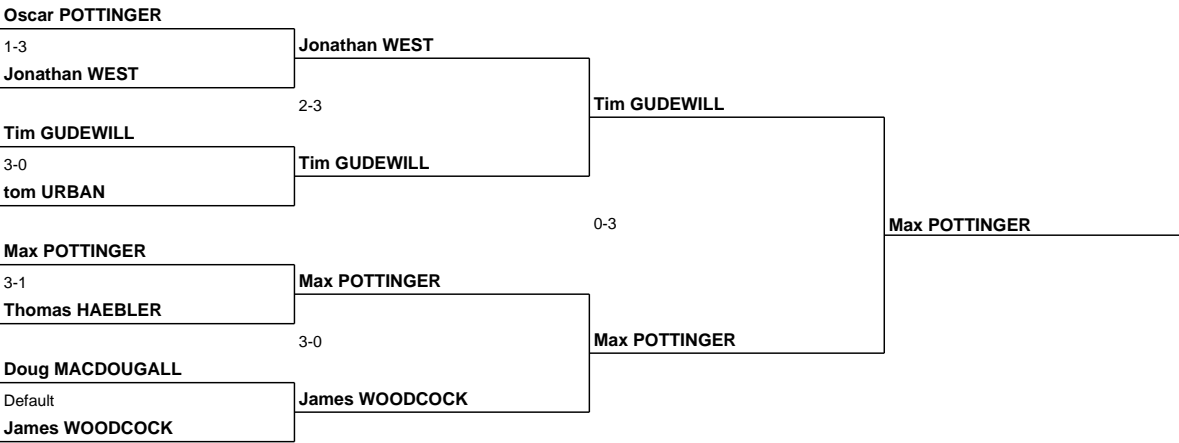 Oscar POTTINGER
1-3
Jonathan WEST
Jonathan WEST
2-3
Tim GUDEWILL
Tim GUDEWILL
3-0
tom URBAN
Tim GUDEWILL
0-3
Max POTTINGER
Max POTTINGER
3-1
Thomas HAEBLER
Max POTTINGER
3-0
Max POTTINGER
Doug MACDOUGALL
Default
James WOODCOCK
James WOODCOCK